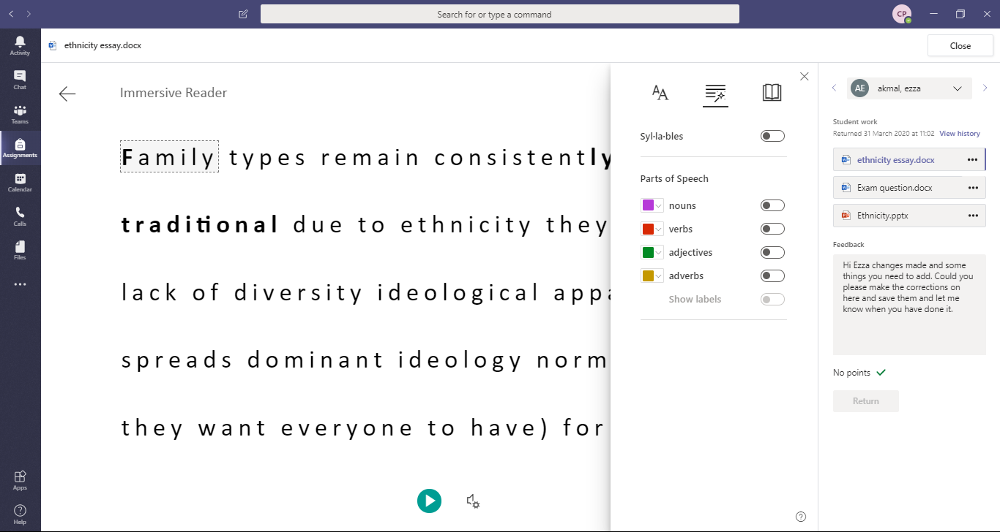 Search for or type a command
CP
Activity
Chat
Teams
Assignments
Calendar
Calls
Files
Apps
Help
ethnicity essay.docx
Close
Immersive Reader
Family types remain consistently
traditional due to ethnicity they
lack of diversity ideological appa
spreads dominant ideology norm
they want everyone to have) for
AA
Syl·la·bles
Parts of Speech
nouns
verbs
adjectives
adverbs
Show labels
AE akmal, ezza
Student work
Returned 31 March 2020 at 11:02 View history
ethnicity essay.docx
Exam question.docx
Ethnicity.pptx
Feedback
Hi Ezza changes made and some
things you need to add. Could you
please make the corrections on
here and save them and let me
know when you have done it.
No points
Return